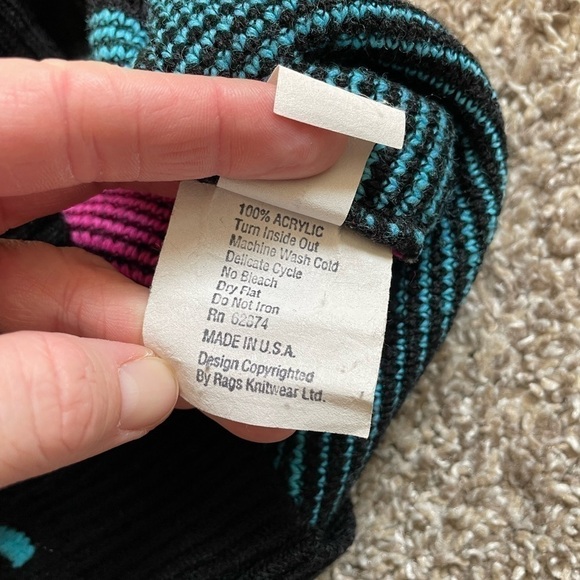 100% ACRYLIC
Turn Inside Out
Machine Wash Cold
Delicate Cycle
No Bleach
Dry Flat
Do Not Iron
Rn 62874
MADE IN U.S.A.
Design Copyrighted
By Rags Knitwear Ltd.